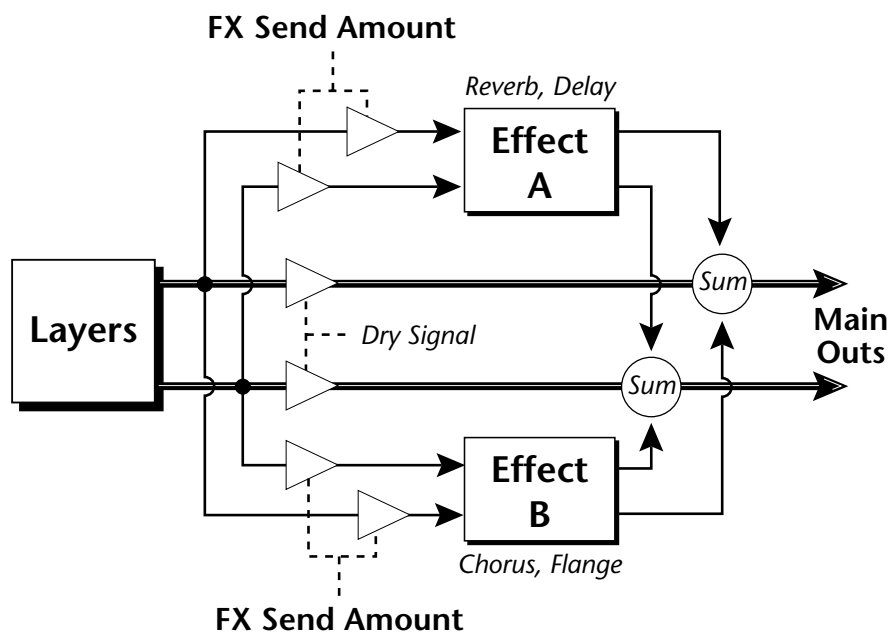 FX Send Amount
Reverb, Delay
Effect
A
Layers
Sum
Dry Signal
Main
Outs
Sum
Effect
B
Chorus, Flange
FX Send Amount